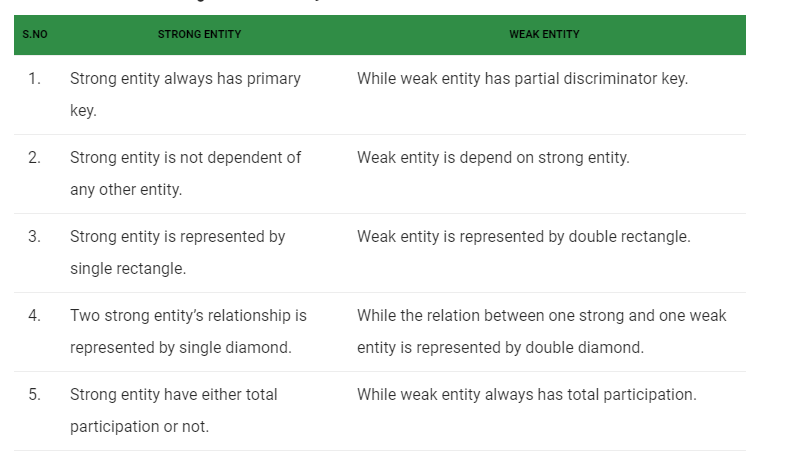 S.NO STRONG ENTITY WEAK ENTITY
1. Strong entity always has primary While weak entity has partial discriminator key.
key.
2. Strong entity is not dependent of Weak entity is depend on strong entity.
any other entity.
3. Strong entity is represented by Weak entity is represented by double rectangle.
single rectangle.
4. Two strong entity’s relationship is While the relation between one strong and one weak
represented by single diamond. entity is represented by double diamond.
5. Strong entity have either total While weak entity always has total participation.
participation or not.